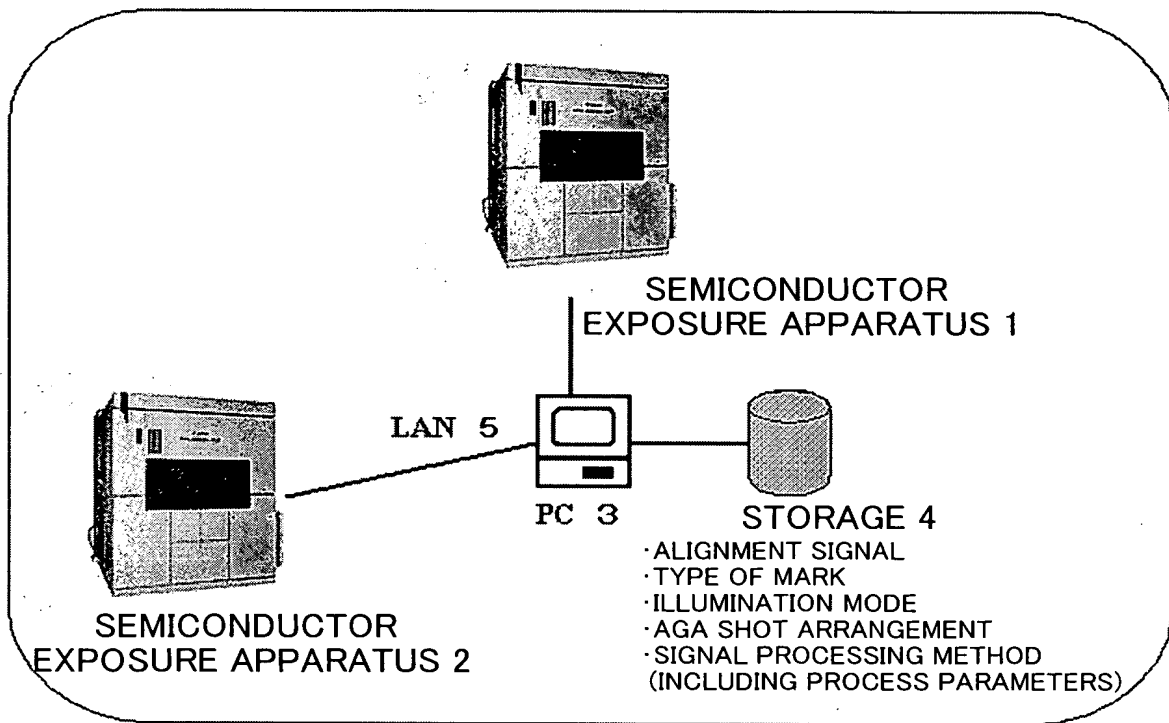 SEMICONDUCTOR
EXPOSURE APPARATUS 1
LAN 5
PC 3
STORAGE 4
·ALIGNMENT SIGNAL
·TYPE OF MARK
·ILLUMINATION MODE
·AGA SHOT ARRANGEMENT
·SIGNAL PROCESSING METHOD
(INCLUDING PROCESS PARAMETERS)
SEMICONDUCTOR
EXPOSURE APPARATUS 2